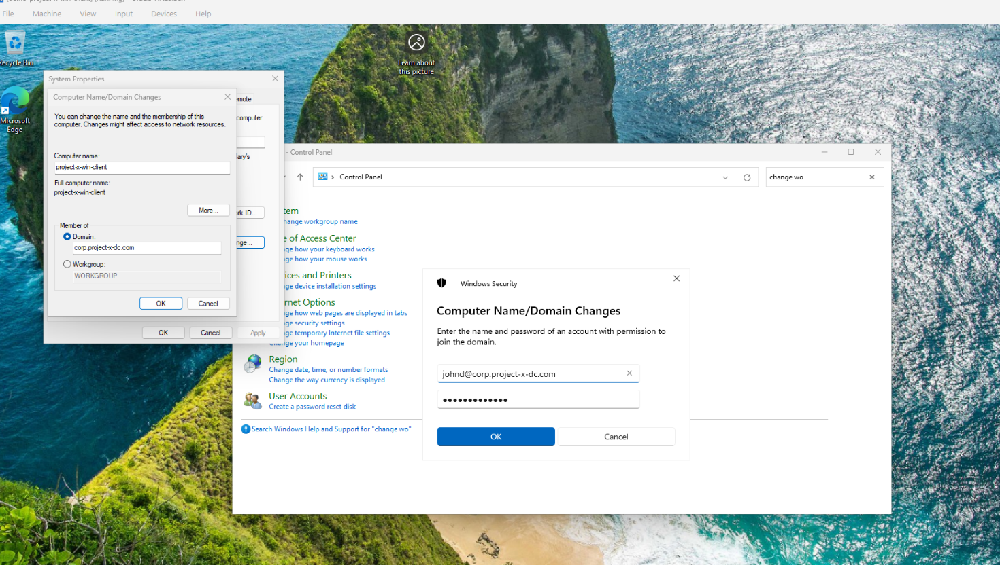 File Machine View Input Devices Help
Recycle Bin
Microsoft
Edge
Learn about
this picture
System Properties
Computer Name/Domain Changes
You can change the name and the membership of this
computer. Changes might affect access to network resources.
Computer name:
project-x-win-client
Full computer name:
project-x-win-client
More...
Member of
Domain:
corp.project-x-dc.com
Workgroup:
WORKGROUP
OK Cancel
emote
computer
ary's
rk ID...
nge...
OK Cancel Apply
- Control Panel
Control Panel
change wo
tem
hange workgroup name
e of Access Center
ge how your keyboard works
ge how your mouse works
ices and Printers
ge device installation settings
rnet Options
ge how web pages are displayed in tabs
ge security settings
ge temporary Internet file settings
Change your homepage
Region
Change date, time, or number formats
Change the way currency is displayed
User Accounts
Create a password reset disk
Search Windows Help and Support for "change wo"
Windows Security
Computer Name/Domain Changes
Enter the name and password of an account with permission to
join the domain.
johnd@corp.project-x-dc.com
●●●●●●●●●●●●●
OK Cancel